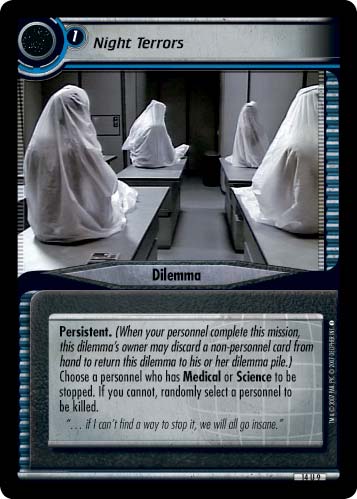 1
Night Terrors
Dilemma
Persistent. (When your personnel complete this mission,
this dilemma's owner may discard a non-personnel card from
hand to return this dilemma to his or her dilemma pile.)
Choose a personnel who has Medical or Science to be
stopped. If you cannot, randomly select a personnel to
be killed.
"… if I can't find a way to stop it, we will all go insane."